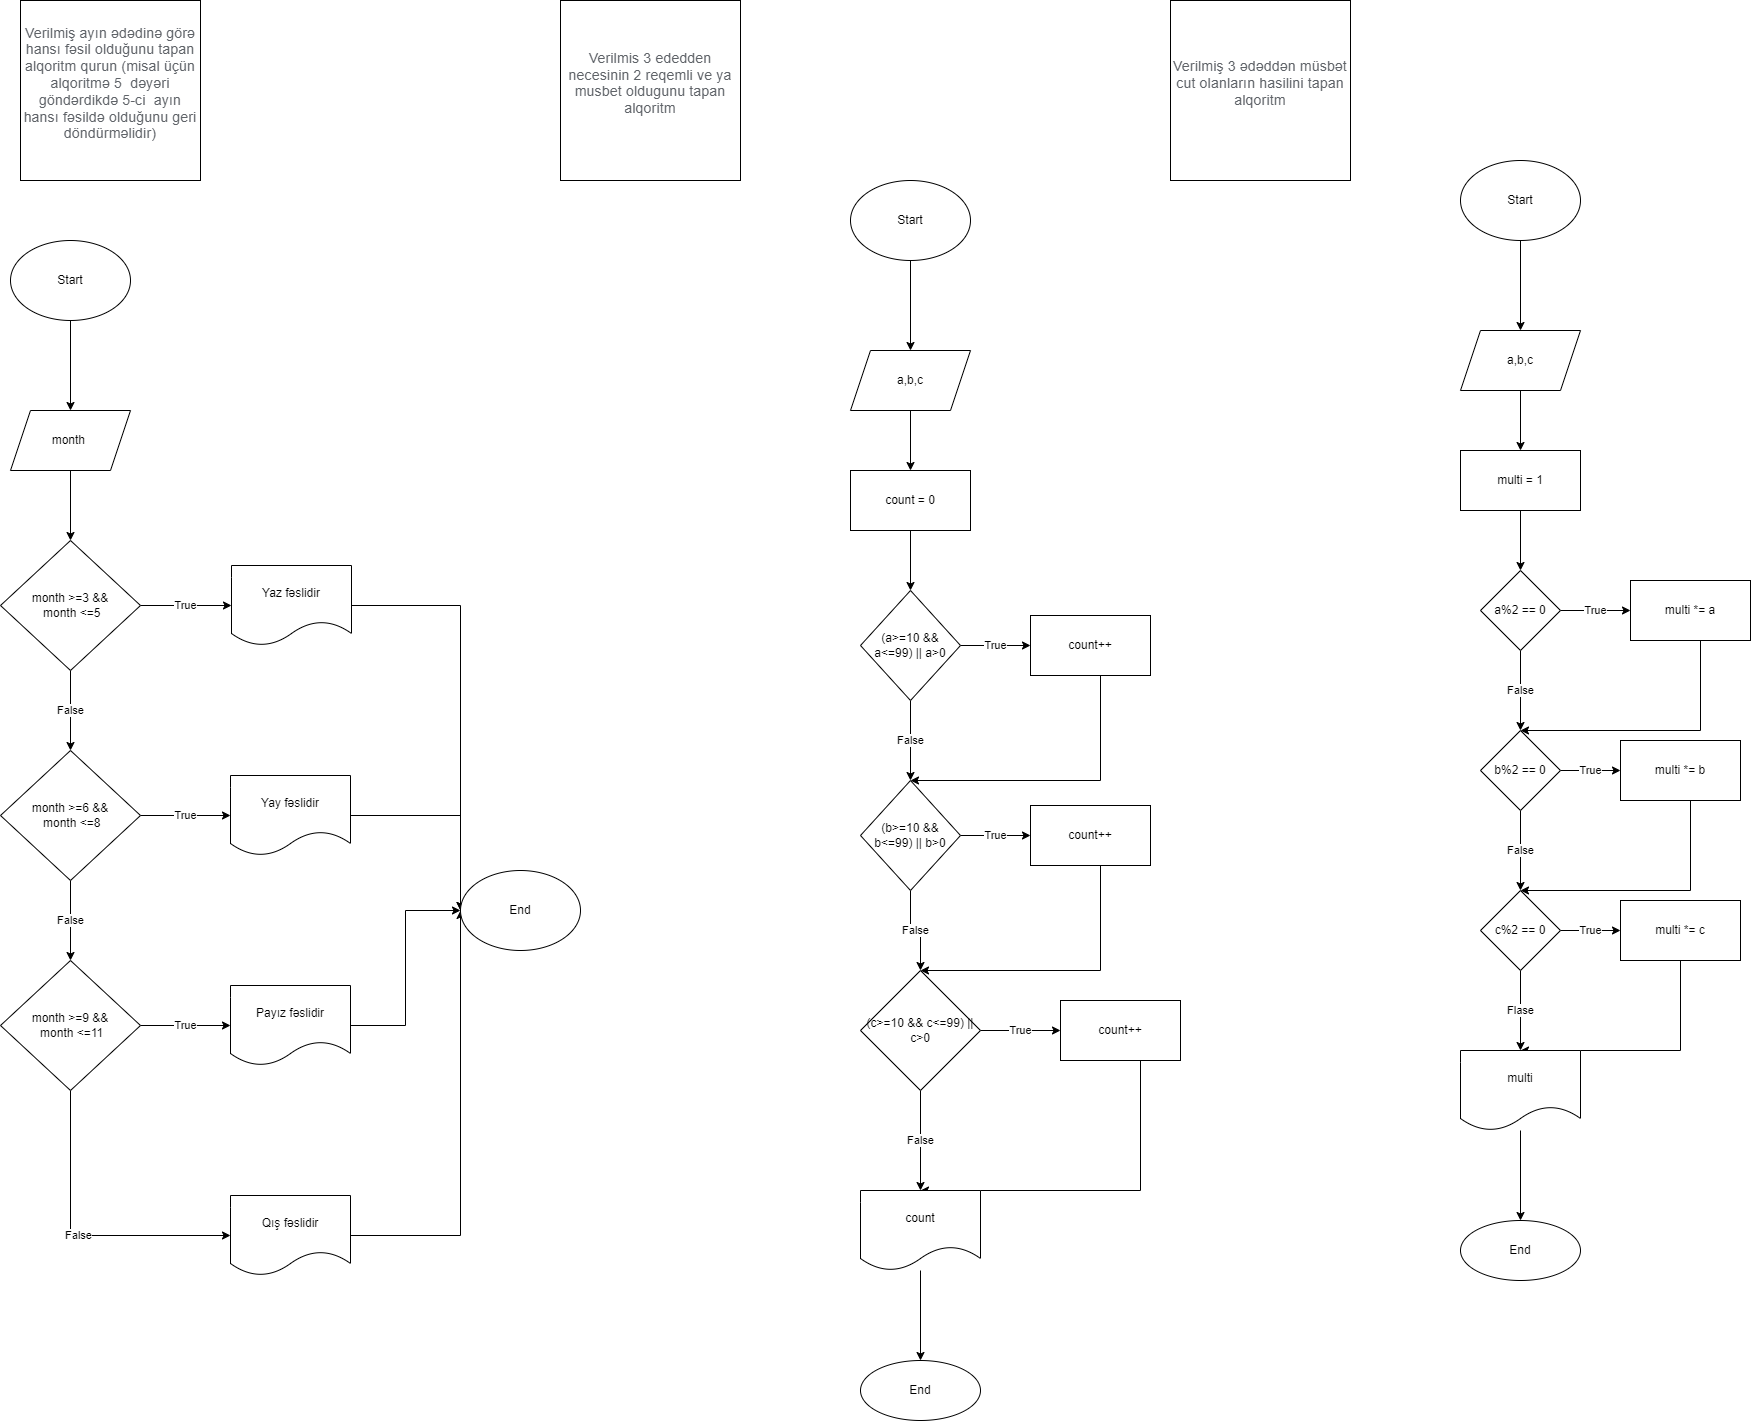 Verilmiş ayın ədədinə görə
hansı fəsil olduğunu tapan
alqoritm qurun (misal üçün
alqoritmə 5  dəyəri
göndərdikdə 5-ci  ayın
hansı fəsildə olduğunu geri
döndürməlidir)
Start
month
month >=3 &&
month <=5
True
Yaz fəslidir
False
month >=6 &&
month <=8
True
Yay fəslidir
False
month >=9 &&
month <=11
True
Payız fəslidir
False
Qış fəslidir
End
Verilmis 3 ededden
necesinin 2 reqemli ve ya
musbet oldugunu tapan
alqoritm
Start
a,b,c
count = 0
(a>=10 &&
a<=99) || a>0
True
count++
False
(b>=10 &&
b<=99) || b>0
True
count++
False
(c>=10 && c<=99) ||
c>0
True
count++
False
count
End
Verilmiş 3 ədəddən müsbət
cut olanların hasilini tapan
alqoritm
Start
a,b,c
multi = 1
a%2 == 0
True
multi *= a
False
b%2 == 0
True
multi *= b
False
c%2 == 0
True
multi *= c
Flase
multi
End